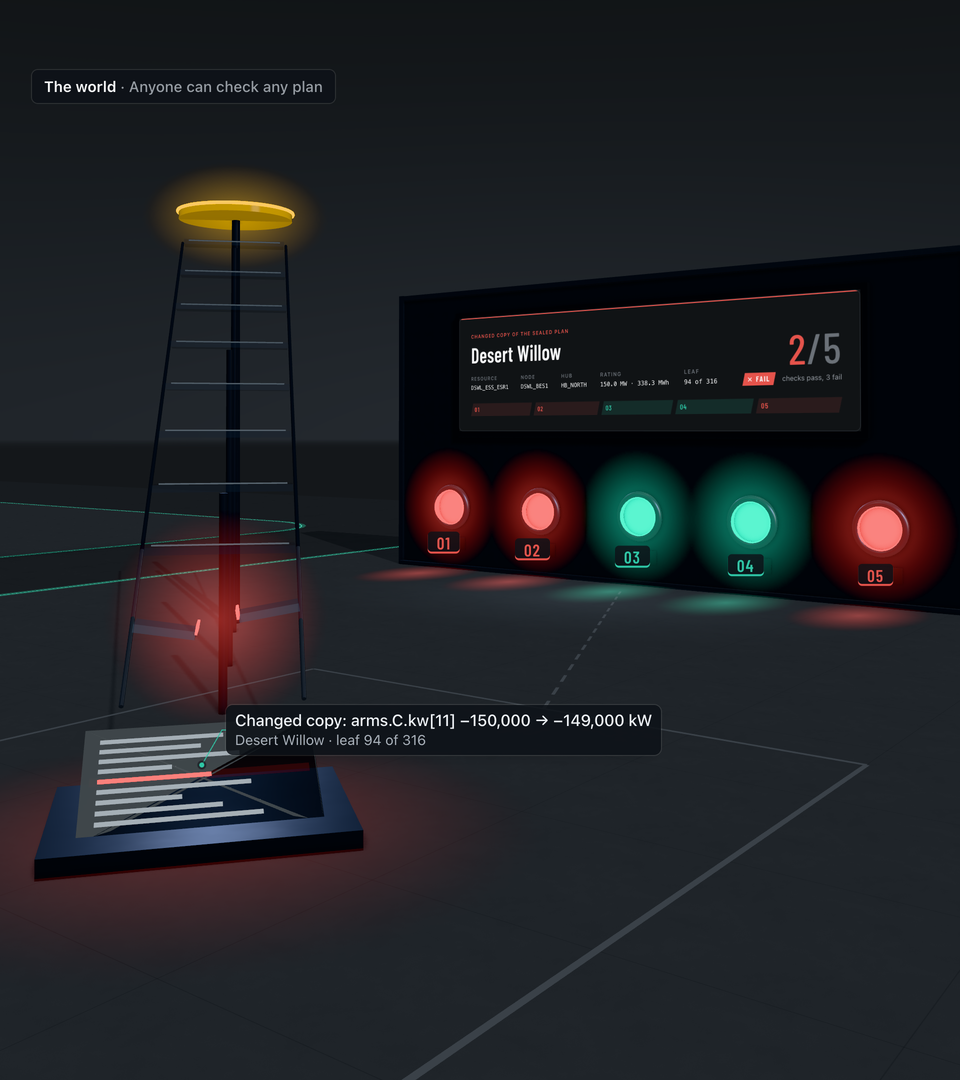 The world · Anyone can check any plan
CHANGED COPY OF THE SEALED PLAN
Desert Willow
2/5
RESOURCE NODE HUB RATING LEAF
DSWL_ESS_ESR1 DSWL_BES1 HB_NORTH 150.0 MW · 338.3 MWh 94 of 316
× FAIL checks pass, 3 fail
01 02 03 04 05
01 02 03 04 05
Changed copy: arms.C.kw[11] −150,000 → −149,000 kW
Desert Willow · leaf 94 of 316